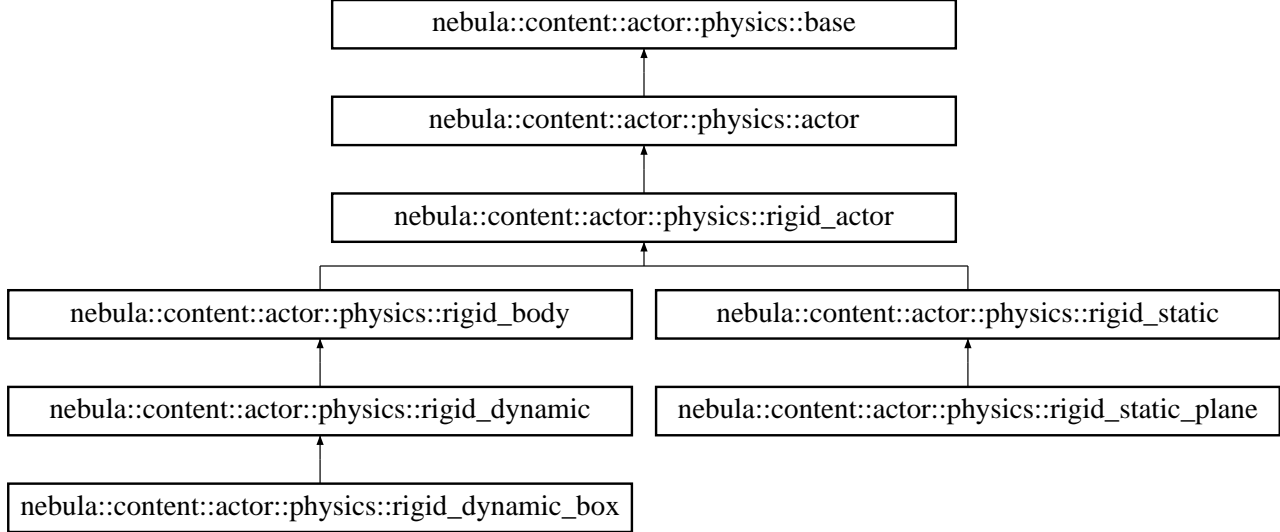 nebula::content::actor::physics::base
nebula::content::actor::physics::actor
nebula::content::actor::physics::rigid_actor
nebula::content::actor::physics::rigid_body
nebula::content::actor::physics::rigid_static
nebula::content::actor::physics::rigid_dynamic
nebula::content::actor::physics::rigid_static_plane
nebula::content::actor::physics::rigid_dynamic_box